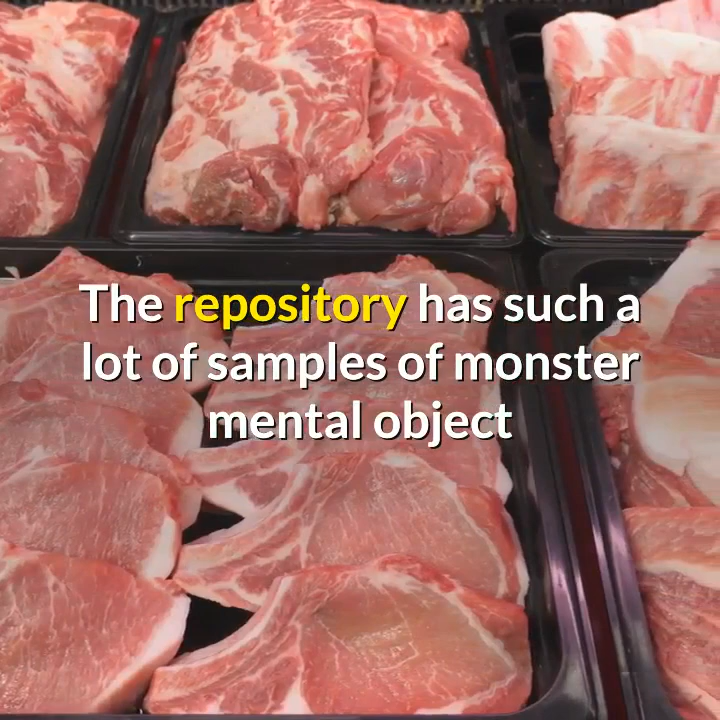 The repository has such a
lot of samples of monster
mental object